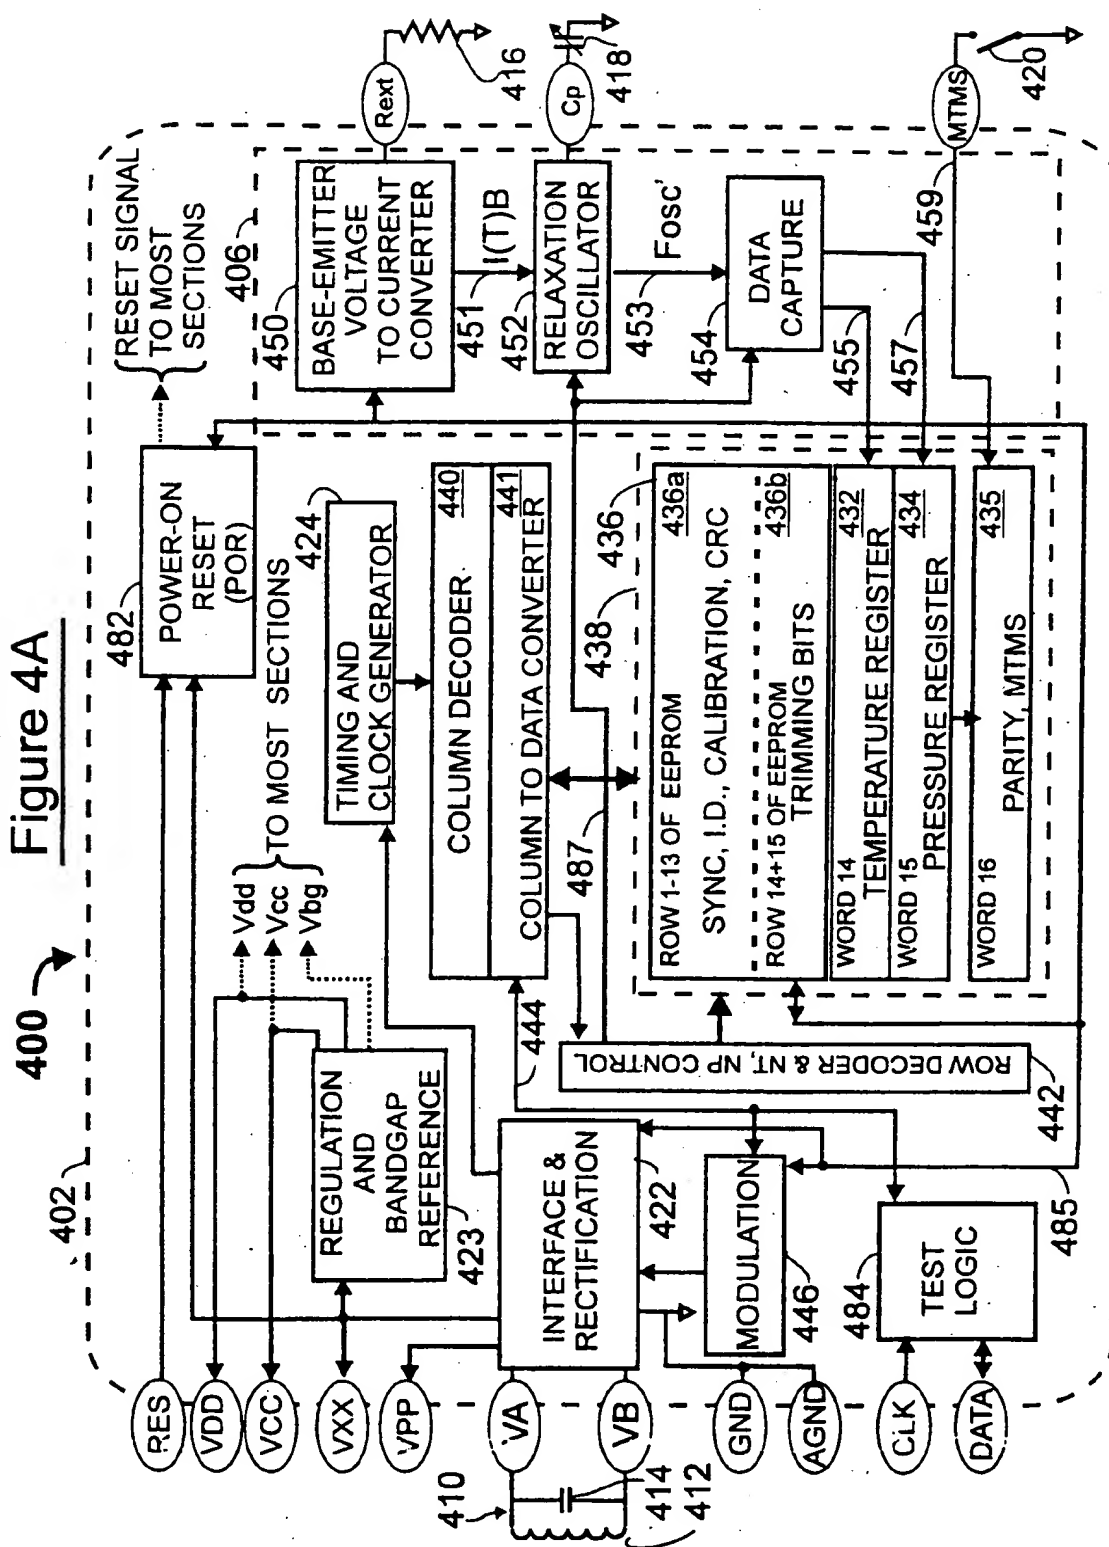 Figure 4A
400
402
RES
VDD
VCC
VXX
VPP
VA
VB
GND
AGND
CLK
DATA
410
414
412
482
POWER-ON
RESET
(POR)
RESET SIGNAL
TO MOST
SECTIONS
406
Vdd
Vcc
Vbg
TO MOST SECTIONS
REGULATION
AND
BANDGAP
REFERENCE
423
424
TIMING AND
CLOCK GENERATOR
INTERFACE &
RECTIFICATION
422
444
COLUMN DECODER
440
COLUMN TO DATA CONVERTER
441
487
MODULATION
446
ROW DECODER & NT, NP CONTROL
442
438
436
ROW 1-13 OF EEPROM
436a
SYNC, I.D., CALIBRATION, CRC
ROW 14+15 OF EEPROM
436b
TRIMMING BITS
WORD 14
432
TEMPERATURE REGISTER
WORD 15
434
PRESSURE REGISTER
WORD 16
435
PARITY, MTMS
484
TEST
LOGIC
485
450
BASE-EMITTER
VOLTAGE
TO CURRENT
CONVERTER
451
I(T)B
452
RELAXATION
OSCILLATOR
453
Fosc'
454
DATA
CAPTURE
455
457
459
Rext
416
Cp
418
MTMS
420